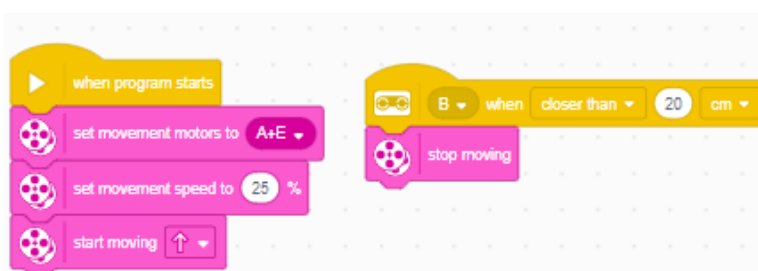 when program starts
set movement motors to A+E
set movement speed to 25 %
start moving
B when closer than 20 cm
stop moving